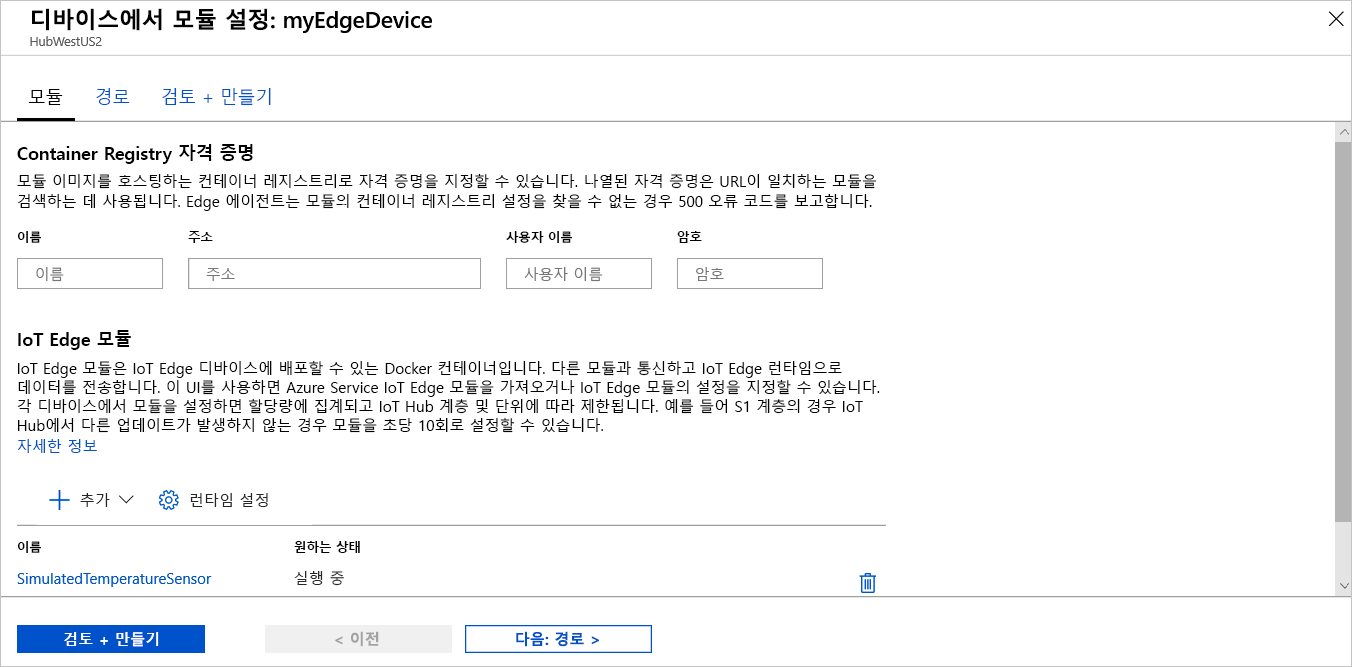 디바이스에서 모듈 설정: myEdgeDevice
HubWestUS2
모듈 경로 검토 + 만들기
Container Registry 자격 증명
모듈 이미지를 호스팅하는 컨테이너 레지스트리로 자격 증명을 지정할 수 있습니다. 나열된 자격 증명은 URL이 일치하는 모듈을
검색하는 데 사용됩니다. Edge 에이전트는 모듈의 컨테이너 레지스트리 설정을 찾을 수 없는 경우 500 오류 코드를 보고합니다.
이름 주소 사용자 이름 암호
이름 주소 사용자 이름 암호
IoT Edge 모듈
IoT Edge 모듈은 IoT Edge 디바이스에 배포할 수 있는 Docker 컨테이너입니다. 다른 모듈과 통신하고 IoT Edge 런타임으로
데이터를 전송합니다. 이 UI를 사용하면 Azure Service IoT Edge 모듈을 가져오거나 IoT Edge 모듈의 설정을 지정할 수 있습니다.
각 디바이스에서 모듈을 설정하면 할당량에 집계되고 IoT Hub 계층 및 단위에 따라 제한됩니다. 예를 들어 S1 계층의 경우 IoT
Hub에서 다른 업데이트가 발생하지 않는 경우 모듈을 초당 10회로 설정할 수 있습니다.
자세한 정보
추가 런타임 설정
이름 원하는 상태
SimulatedTemperatureSensor 실행 중
검토 + 만들기 < 이전 다음: 경로 >